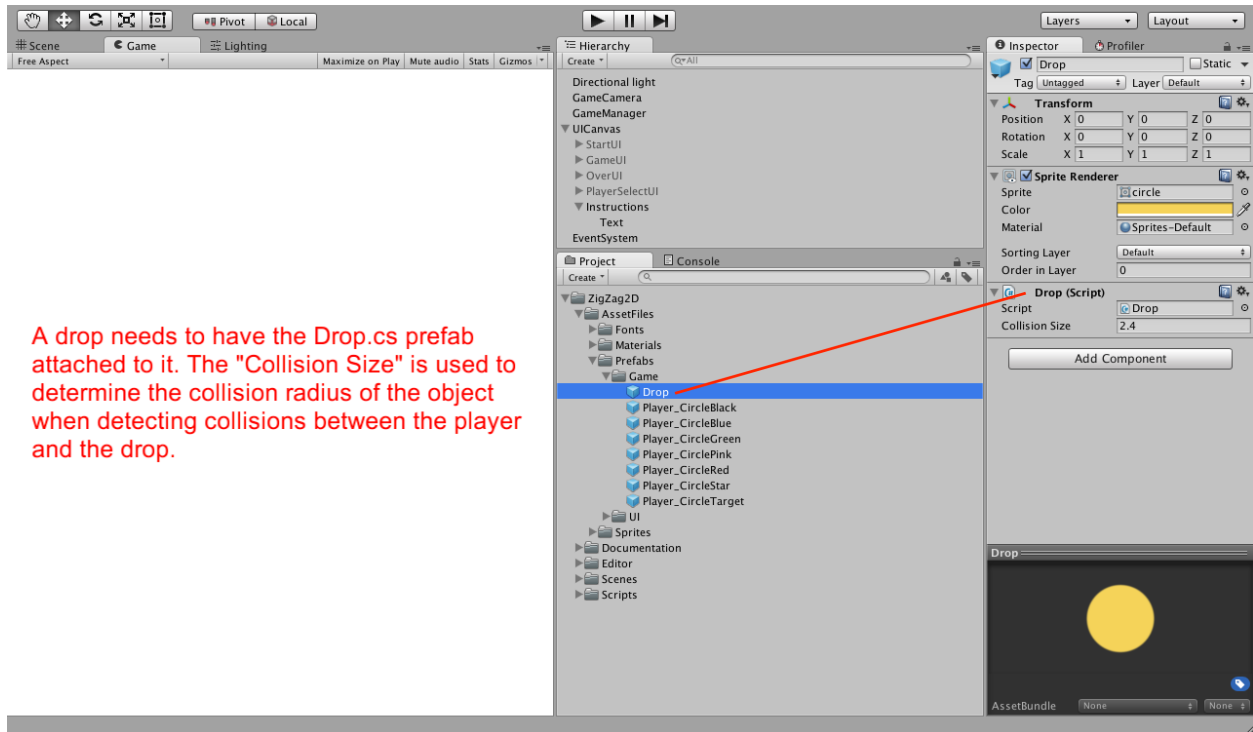 Pivot Local
Layers Layout
Scene Game Lighting
Free Aspect Maximize on Play Mute audio Stats Gizmos
A drop needs to have the Drop.cs prefab
attached to it. The "Collision Size" is used to
determine the collision radius of the object
when detecting collisions between the player
and the drop.
Hierarchy
Create All
Directional light
GameCamera
GameManager
UICanvas
StartUI
GameUI
OverUI
PlayerSelectUI
Instructions
Text
EventSystem
Project Console
Create
ZigZag2D
AssetFiles
Fonts
Materials
Prefabs
Game
Drop
Player_CircleBlack
Player_CircleBlue
Player_CircleGreen
Player_CirclePink
Player_CircleRed
Player_CircleStar
Player_CircleTarget
UI
Sprites
Documentation
Editor
Scenes
Scripts
Inspector Profiler
Drop Static
Tag Untagged Layer Default
Transform
Position X 0 Y 0 Z 0
Rotation X 0 Y 0 Z 0
Scale X 1 Y 1 Z 1
Sprite Renderer
Sprite circle
Color
Material Sprites-Default
Sorting Layer Default
Order in Layer 0
Drop (Script)
Script Drop
Collision Size 2.4
Add Component
Drop
AssetBundle None None